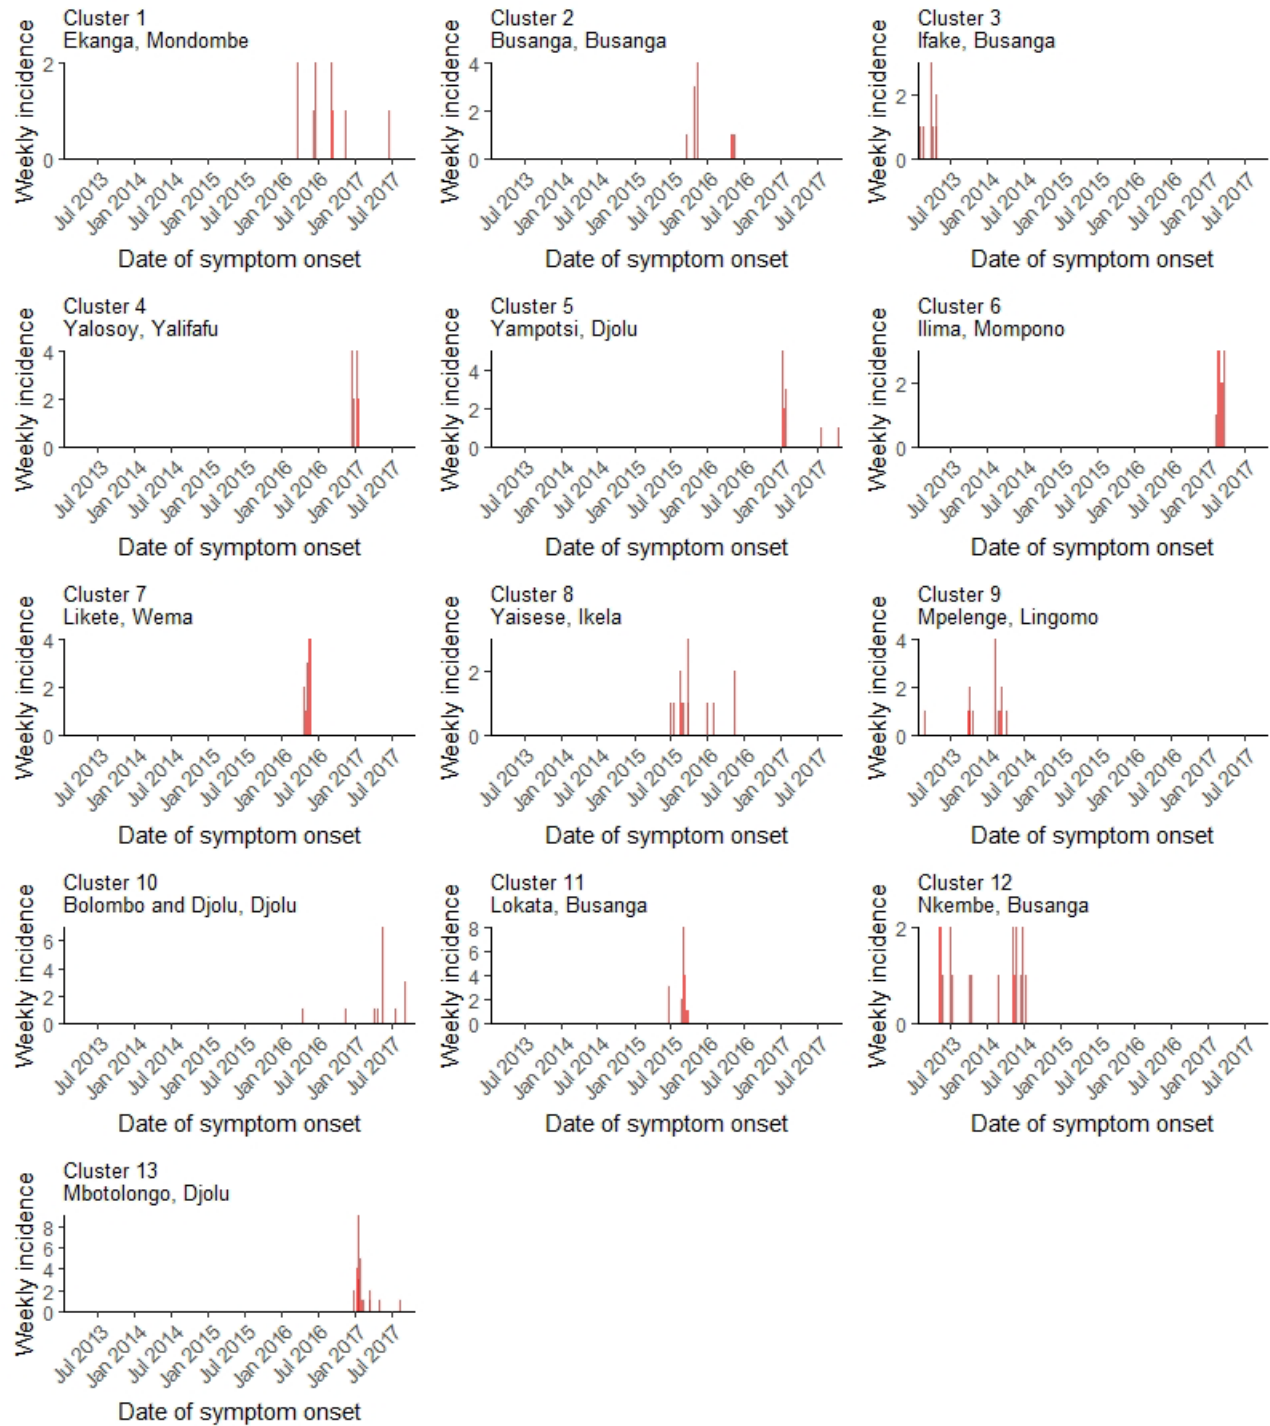 Cluster 1
Ekanga, Mondombe
Weekly incidence
2
0
Jul 2013
Jan 2014
Jul 2014
Jan 2015
Jul 2015
Jan 2016
Jul 2016
Jan 2017
Jul 2017
Date of symptom onset
Cluster 2
Busanga, Busanga
Weekly incidence
4
2
0
Jul 2013
Jan 2014
Jul 2014
Jan 2015
Jul 2015
Jan 2016
Jul 2016
Jan 2017
Jul 2017
Date of symptom onset
Cluster 3
Ifake, Busanga
Weekly incidence
2
0
Jul 2013
Jan 2014
Jul 2014
Jan 2015
Jul 2015
Jan 2016
Jul 2016
Jan 2017
Jul 2017
Date of symptom onset
Cluster 4
Yalosoy, Yalifafu
Weekly incidence
4
2
0
Jul 2013
Jan 2014
Jul 2014
Jan 2015
Jul 2015
Jan 2016
Jul 2016
Jan 2017
Jul 2017
Date of symptom onset
Cluster 5
Yampotsi, Djolu
Weekly incidence
4
2
0
Jul 2013
Jan 2014
Jul 2014
Jan 2015
Jul 2015
Jan 2016
Jul 2016
Jan 2017
Jul 2017
Date of symptom onset
Cluster 6
Ilima, Mompono
Weekly incidence
2
0
Jul 2013
Jan 2014
Jul 2014
Jan 2015
Jul 2015
Jan 2016
Jul 2016
Jan 2017
Jul 2017
Date of symptom onset
Cluster 7
Likete, Wema
Weekly incidence
4
2
0
Jul 2013
Jan 2014
Jul 2014
Jan 2015
Jul 2015
Jan 2016
Jul 2016
Jan 2017
Jul 2017
Date of symptom onset
Cluster 8
Yaisese, Ikela
Weekly incidence
2
0
Jul 2013
Jan 2014
Jul 2014
Jan 2015
Jul 2015
Jan 2016
Jul 2016
Jan 2017
Jul 2017
Date of symptom onset
Cluster 9
Mpelenge, Lingomo
Weekly incidence
4
2
0
Jul 2013
Jan 2014
Jul 2014
Jan 2015
Jul 2015
Jan 2016
Jul 2016
Jan 2017
Jul 2017
Date of symptom onset
Cluster 10
Bolombo and Djolu, Djolu
Weekly incidence
6
4
2
0
Jul 2013
Jan 2014
Jul 2014
Jan 2015
Jul 2015
Jan 2016
Jul 2016
Jan 2017
Jul 2017
Date of symptom onset
Cluster 11
Lokata, Busanga
Weekly incidence
8
6
4
2
0
Jul 2013
Jan 2014
Jul 2014
Jan 2015
Jul 2015
Jan 2016
Jul 2016
Jan 2017
Jul 2017
Date of symptom onset
Cluster 12
Nkembe, Busanga
Weekly incidence
2
0
Jul 2013
Jan 2014
Jul 2014
Jan 2015
Jul 2015
Jan 2016
Jul 2016
Jan 2017
Jul 2017
Date of symptom onset
Cluster 13
Mbotolongo, Djolu
Weekly incidence
8
6
4
2
0
Jul 2013
Jan 2014
Jul 2014
Jan 2015
Jul 2015
Jan 2016
Jul 2016
Jan 2017
Jul 2017
Date of symptom onset